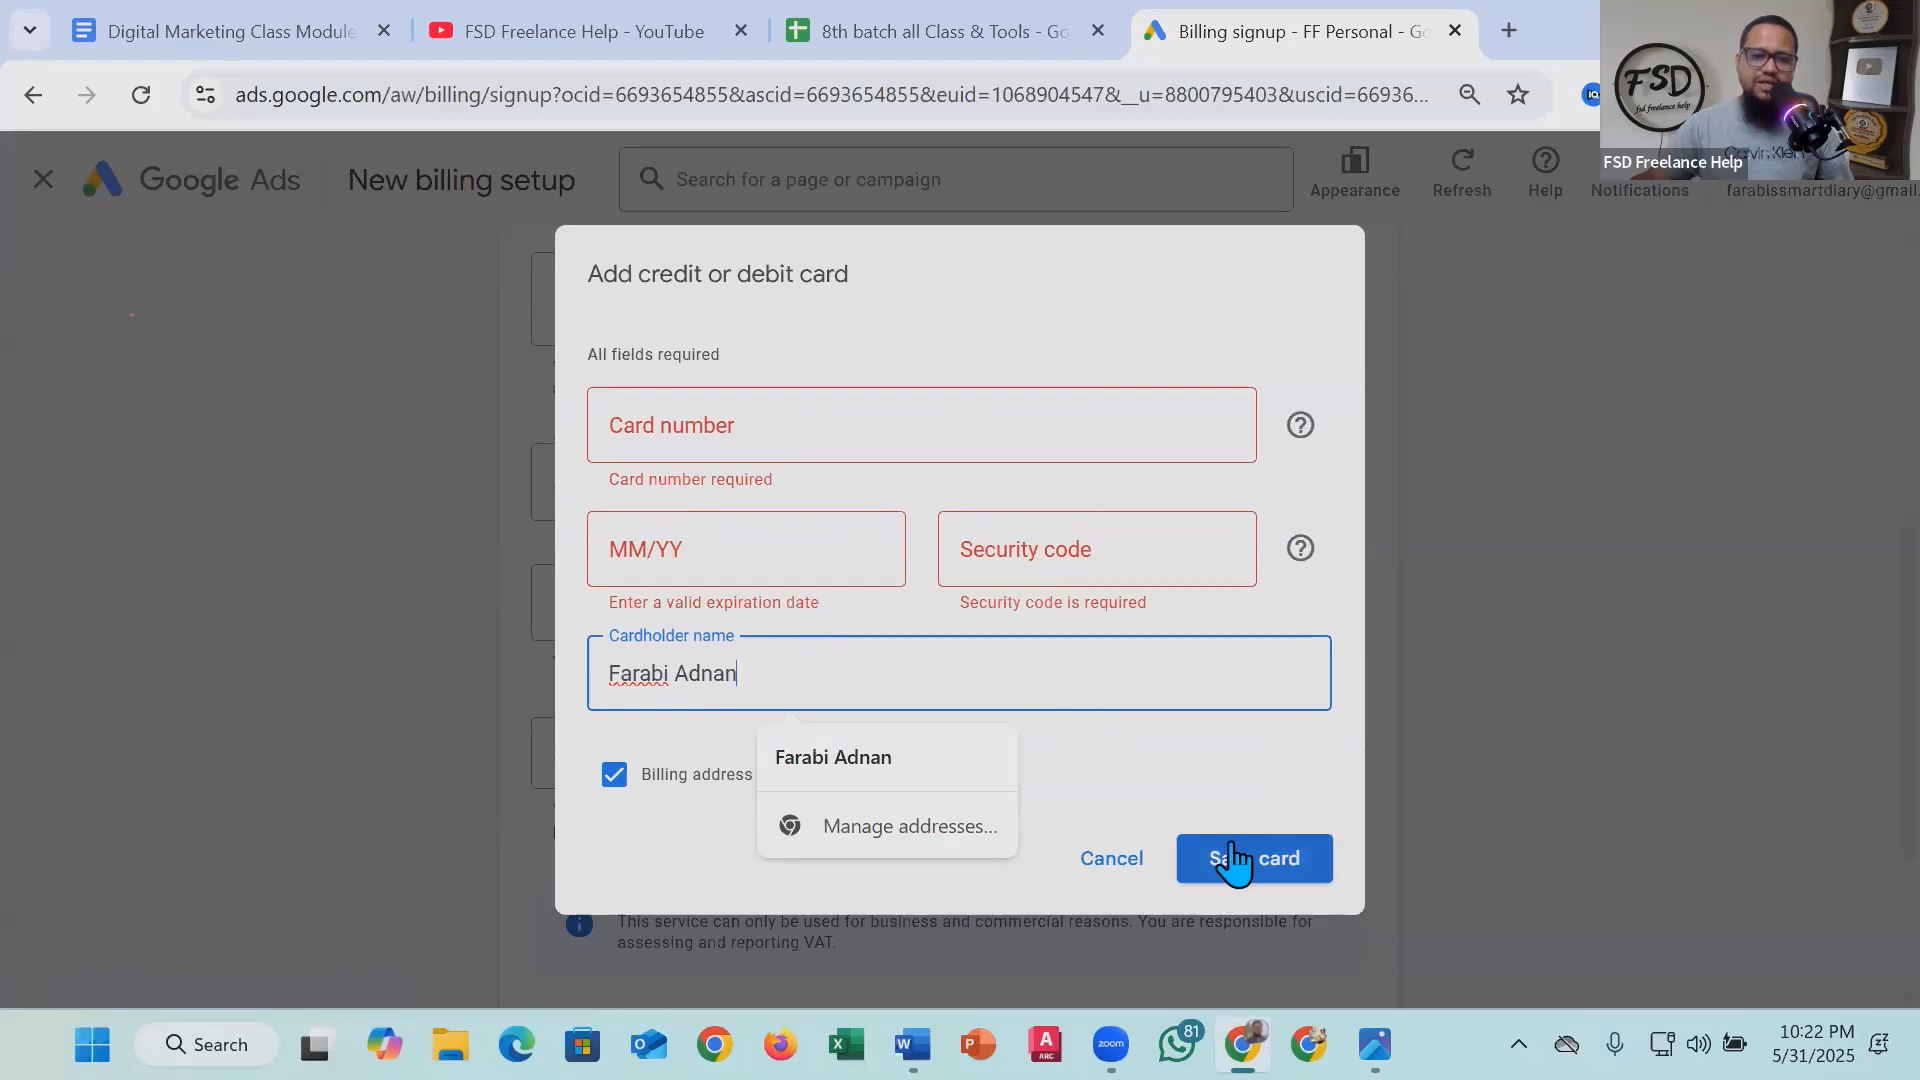 Digital Marketing Class Module
FSD Freelance Help - YouTube
8th batch all Class & Tools - Go
Billing signup - FF Personal - Go
ads.google.com/aw/billing/signup?ocid=6693654855&ascid=6693654855&euid=1068904547&__u=8800795403&uscid=66936...
FSD
fsd freelance help
Calvin Klein
FSD Freelance Help
Google Ads
New billing setup
Search for a page or campaign
Appearance
Refresh
Help
Notifications
farabissmartdiary@gmail.
Add credit or debit card
All fields required
Card number
Card number required
MM/YY
Security code
Enter a valid expiration date
Security code is required
Cardholder name
Farabi Adnan
Farabi Adnan
Billing address
Manage addresses...
Cancel
card
This service can only be used for business and commercial reasons. You are responsible for
assessing and reporting VAT.
Search
zoom
81
10:22 PM
5/31/2025